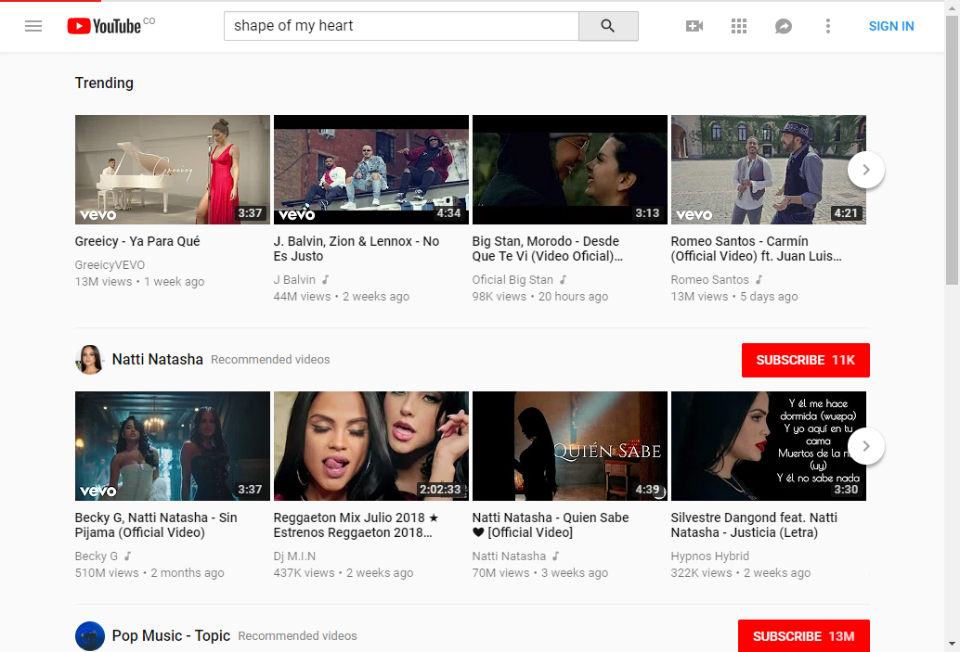 YouTube CO
shape of my heart
SIGN IN
Trending
Greeicy
vevo
3:37
vevo
4:34
3:13
vevo
4:21
Greeicy - Ya Para Qué
GreeicyVEVO
13M views • 1 week ago
J. Balvin, Zion & Lennox - No
Es Justo
J Balvin
44M views • 2 weeks ago
Big Stan, Morodo - Desde
Que Te Vi (Video Oficial)...
Oficial Big Stan
98K views • 20 hours ago
Romeo Santos - Carmín
(Official Video) ft. Juan Luis...
Romeo Santos
13M views • 5 days ago
Natti Natasha Recommended videos
SUBSCRIBE 11K
vevo
3:37
2:02:33
QUIÉN SABE
4:39
Y él me hace
dormida (wuepa)
Y yo aquí en tu
cama
Muertos de la
(uy)
Y él no sabe nada
3:30
Becky G, Natti Natasha - Sin
Pijama (Official Video)
Becky G
510M views • 2 months ago
Reggaeton Mix Julio 2018 ★
Estrenos Reggaeton 2018...
Dj M.I.N
437K views • 2 weeks ago
Natti Natasha - Quien Sabe
♥ [Official Video]
Natti Natasha
70M views • 3 weeks ago
Silvestre Dangond feat. Natti
Natasha - Justicia (Letra)
Hypnos Hybrid
322K views • 2 weeks ago
Pop Music - Topic Recommended videos
SUBSCRIBE 13M